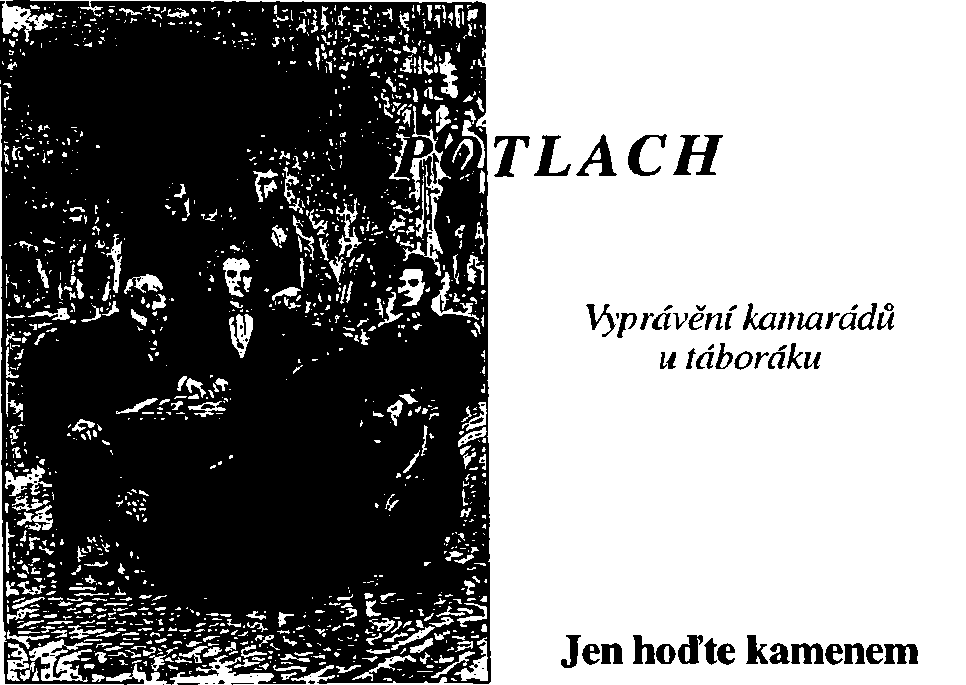 POTLACH
Vyprávění kamarádů
u táboráku
Jen hoďte kamenem